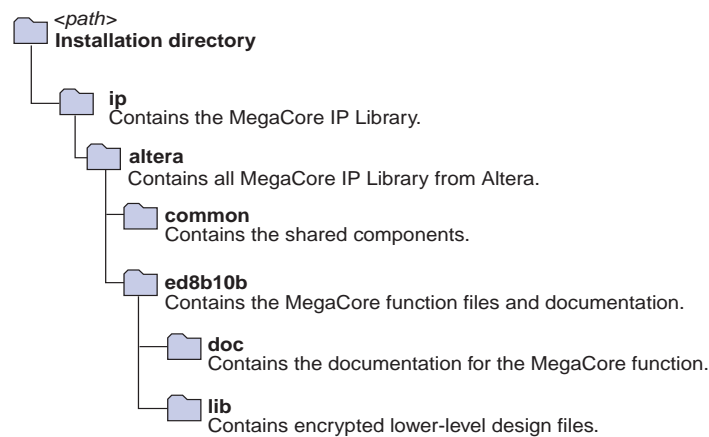 <path>
Installation directory
ip
Contains the MegaCore IP Library.
altera
Contains all MegaCore IP Library from Altera.
common
Contains the shared components.
ed8b10b
Contains the MegaCore function files and documentation.
doc
Contains the documentation for the MegaCore function.
lib
Contains encrypted lower-level design files.